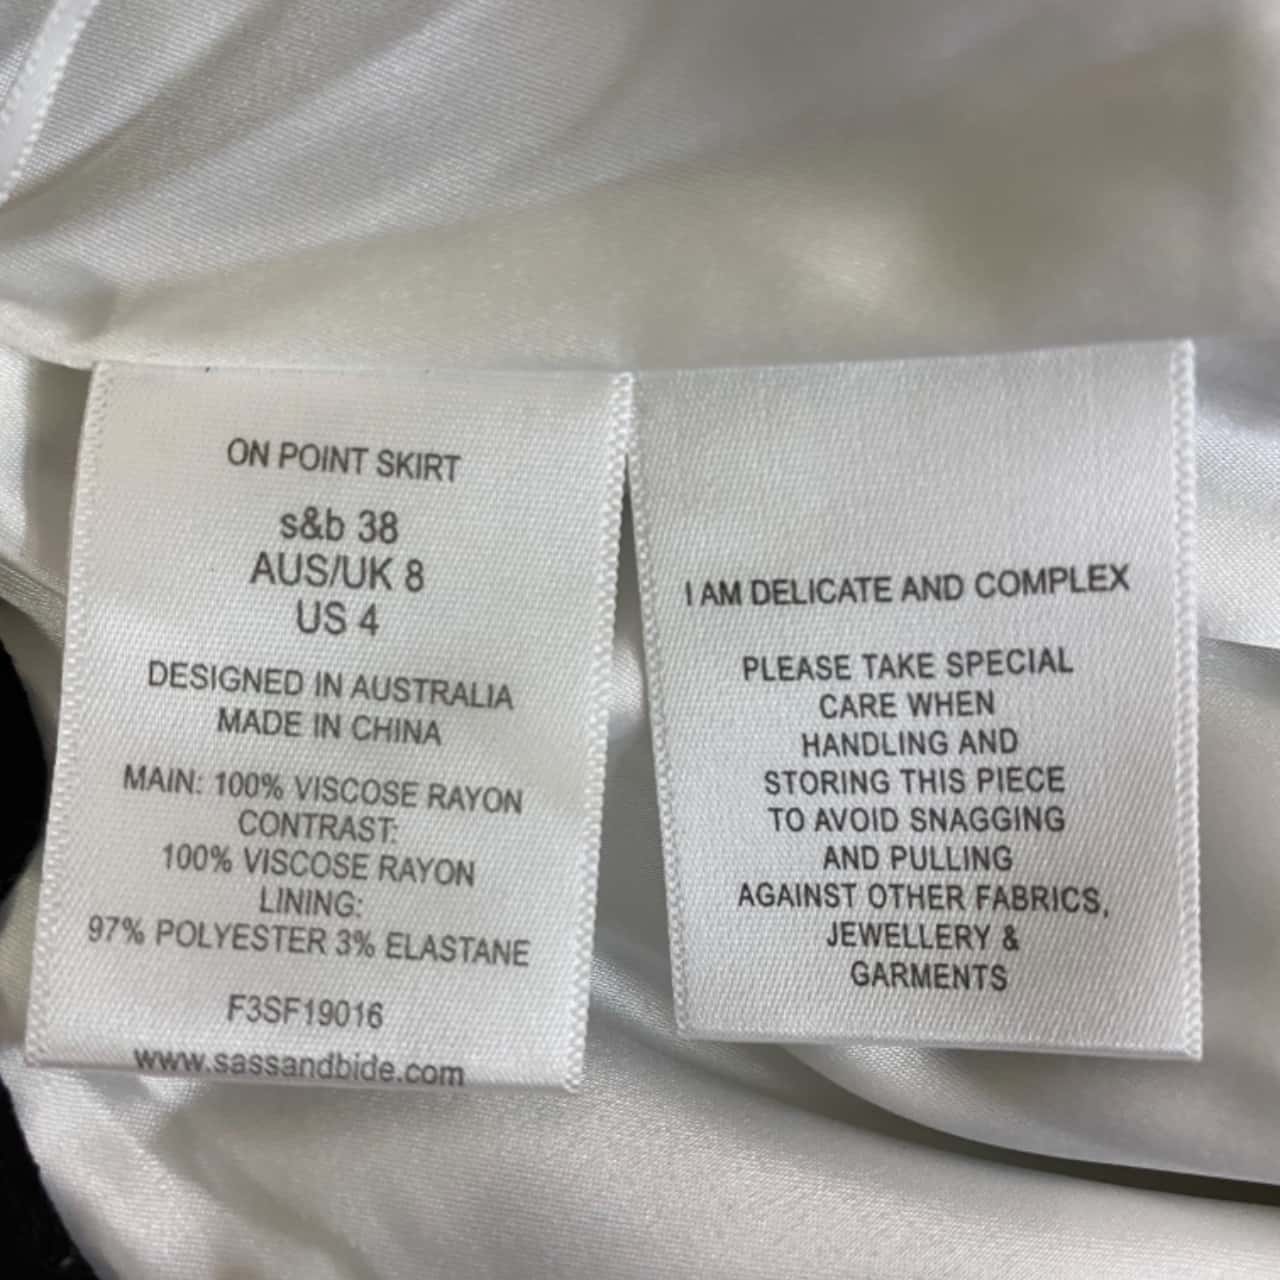 ON POINT SKIRT
s&b 38
AUS/UK 8
US 4
DESIGNED IN AUSTRALIA
MADE IN CHINA
MAIN: 100% VISCOSE RAYON
CONTRAST:
100% VISCOSE RAYON
LINING:
97% POLYESTER 3% ELASTANE
F3SF19016
www.sassandbide.com
I AM DELICATE AND COMPLEX
PLEASE TAKE SPECIAL
CARE WHEN
HANDLING AND
STORING THIS PIECE
TO AVOID SNAGGING
AND PULLING
AGAINST OTHER FABRICS,
JEWELLERY &
GARMENTS